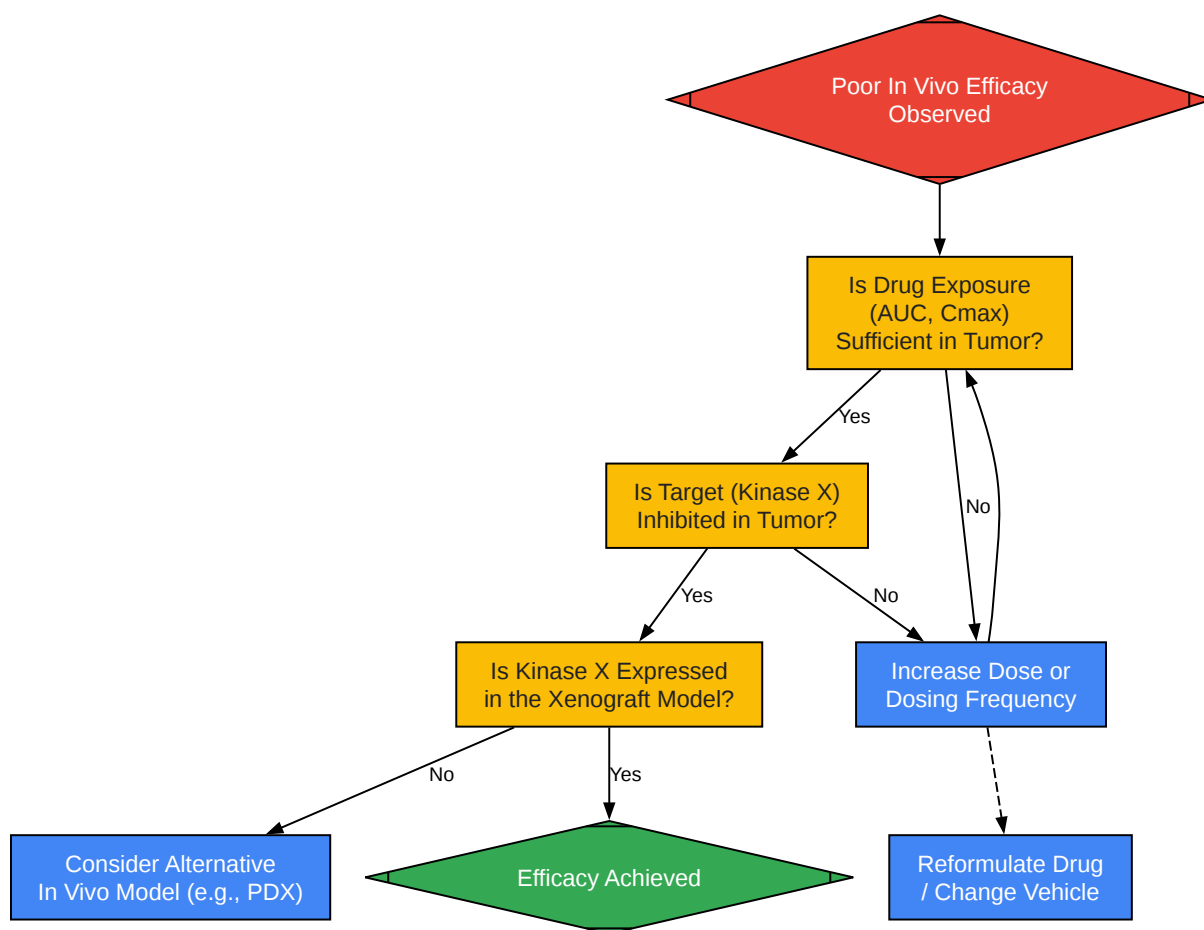 Poor In Vivo Efficacy
Observed
Is Drug Exposure
(AUC, Cmax)
Sufficient in Tumor?
Yes
No
Is Target (Kinase X)
Inhibited in Tumor?
Yes
No
Is Kinase X Expressed
in the Xenograft Model?
Increase Dose or
Dosing Frequency
No
Yes
Consider Alternative
In Vivo Model (e.g., PDX)
Efficacy Achieved
Reformulate Drug
/ Change Vehicle